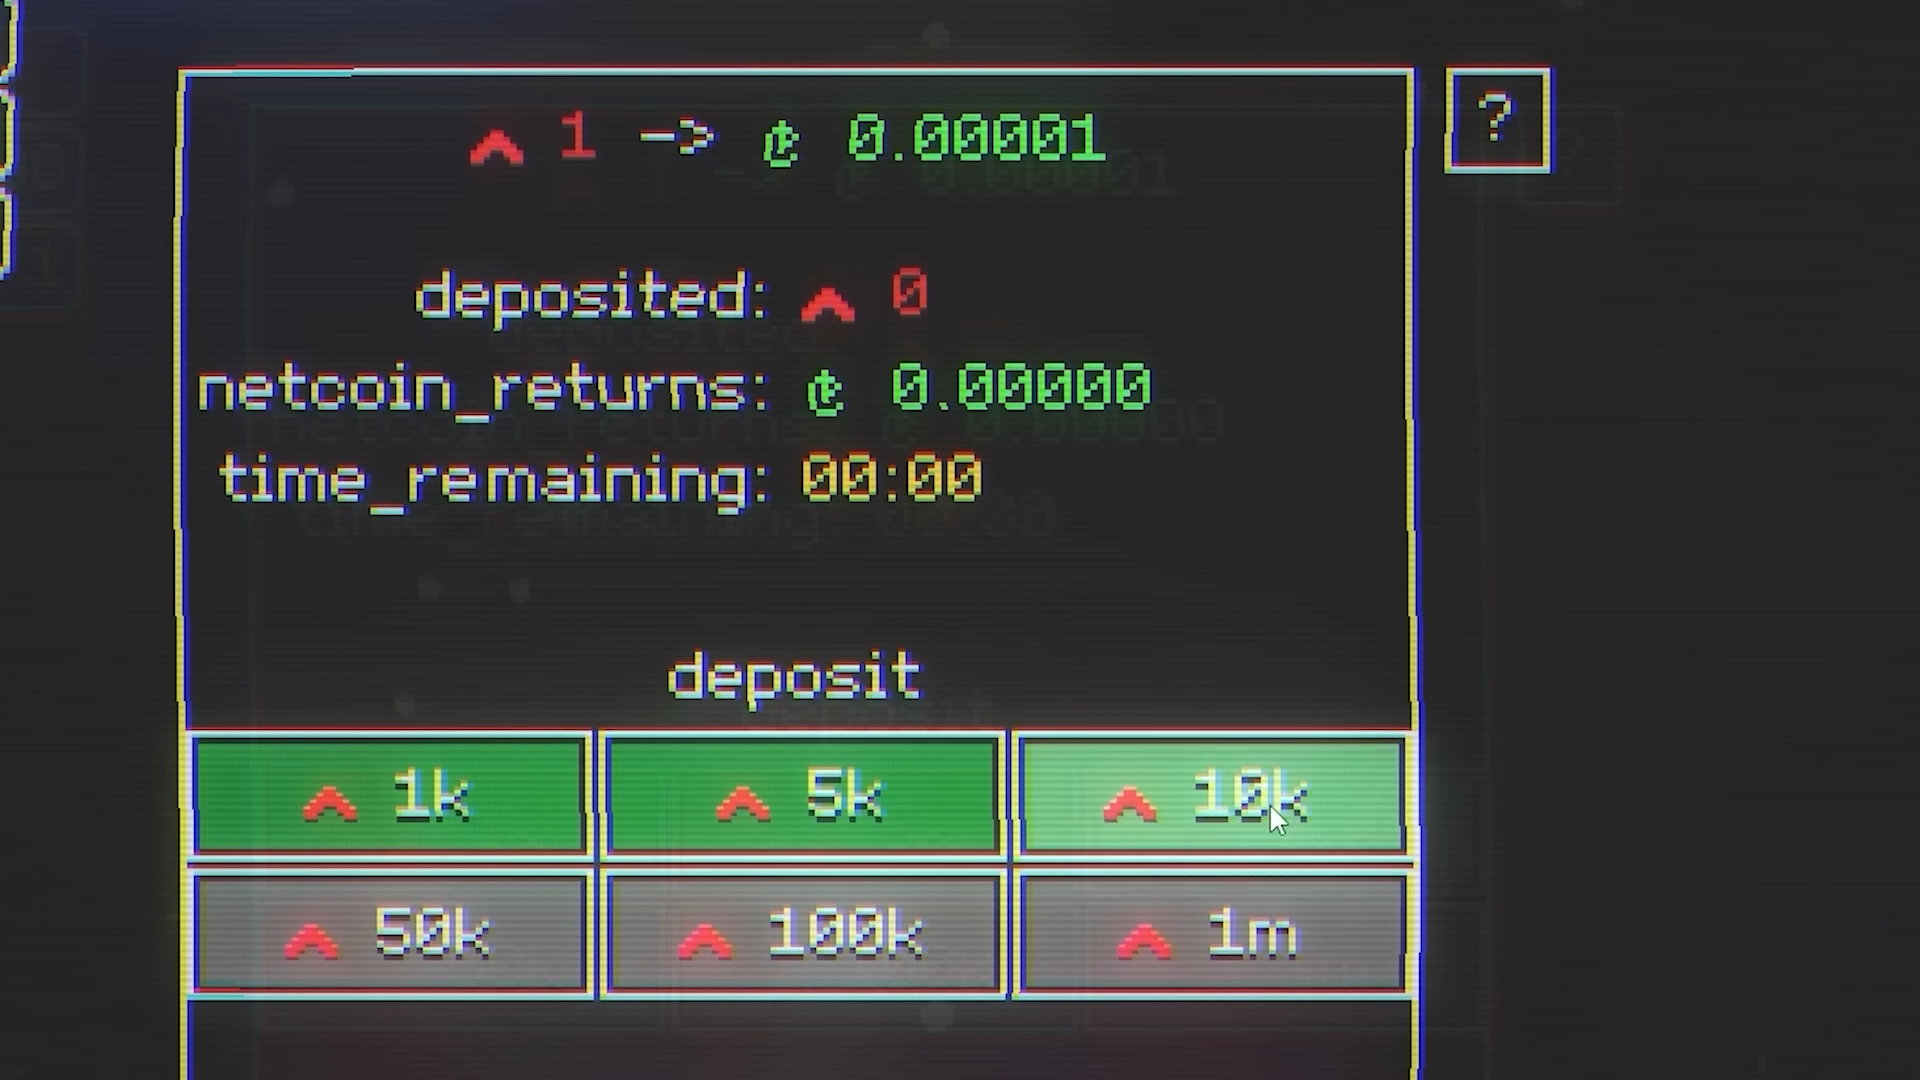 1 -> 0.00001
?
deposited: 0
netcoin_returns: 0.00000
time_remaining: 00:00
deposit
1k 5k 10k
50k 100k 1m